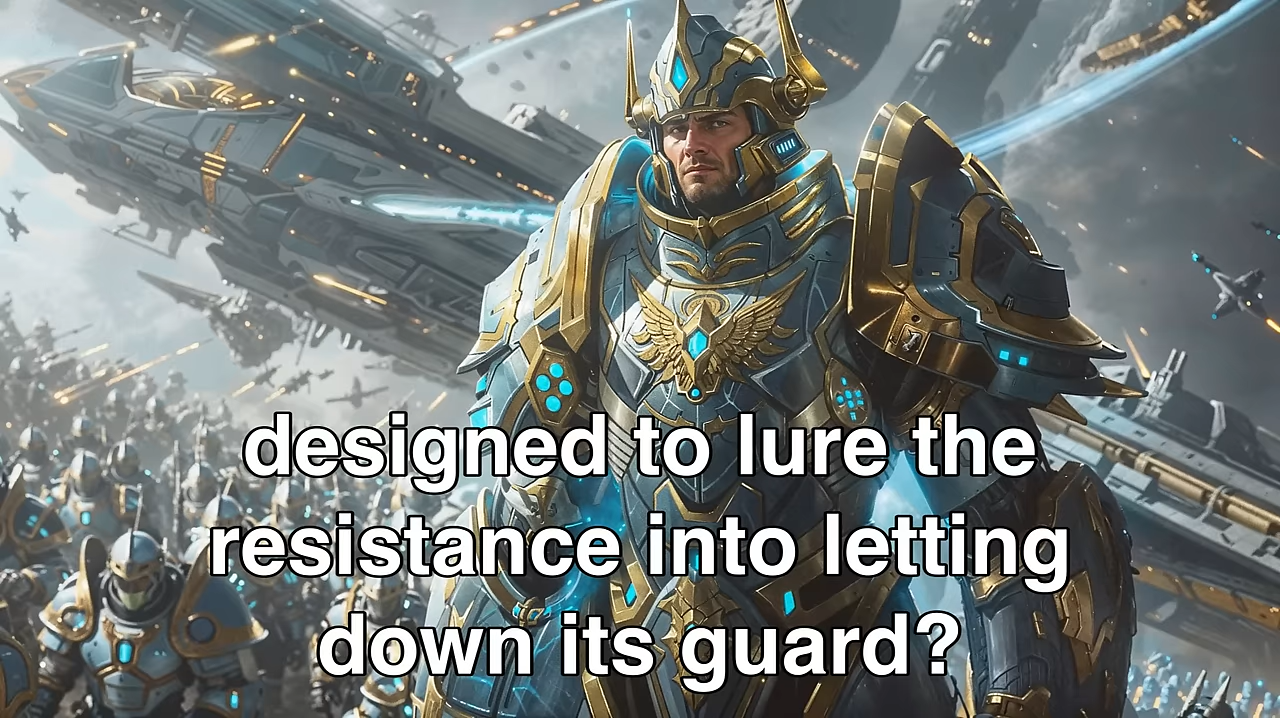 designed to lure the
resistance into letting
down its guard?